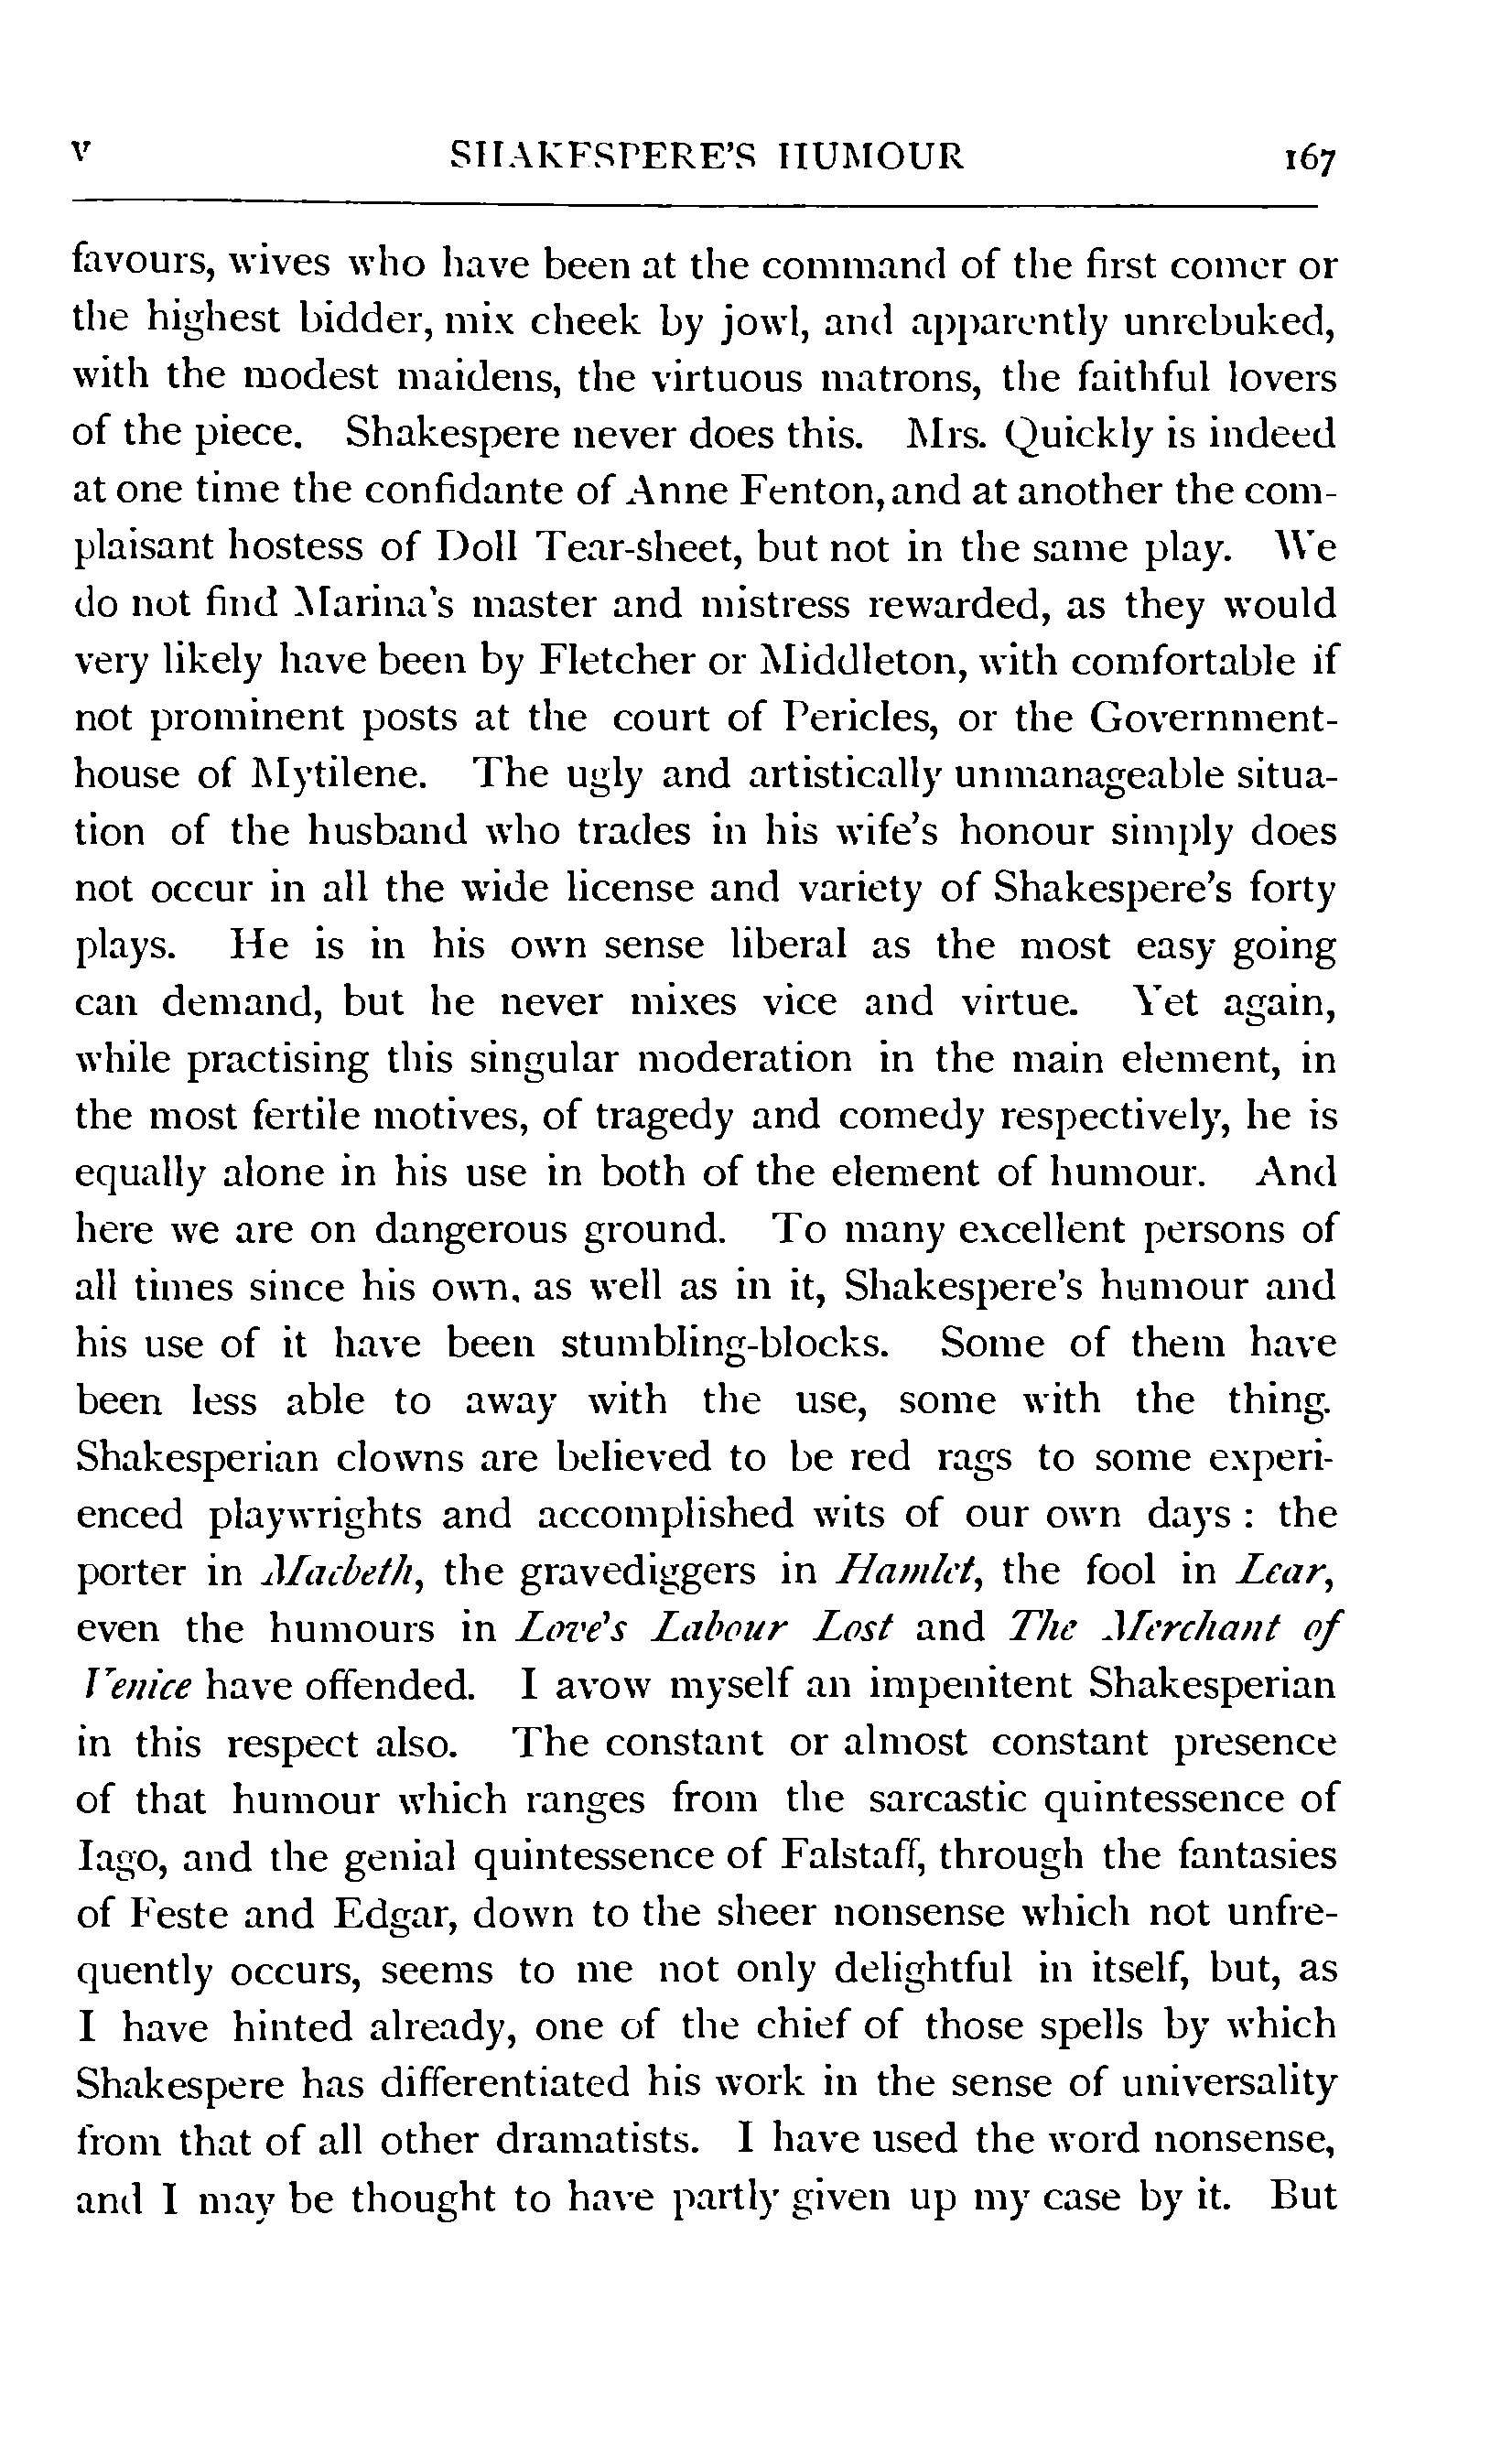 V SHAKESPERE'S HUMOUR 167
favours, wives who have been at the command of the first comer or
the highest bidder, mix cheek by jowl, and apparently unrebuked,
with the modest maidens, the virtuous matrons, the faithful lovers
of the piece. Shakespere never does this. Mrs. Quickly is indeed
at one time the confidante of Anne Fenton, and at another the com-
plaisant hostess of Doll Tear-sheet, but not in the same play. We
do not find Marina's master and mistress rewarded, as they would
very likely have been by Fletcher or Middleton, with comfortable if
not prominent posts at the court of Pericles, or the Government-
house of Mytilene. The ugly and artistically unmanageable situa-
tion of the husband who trades in his wife's honour simply does
not occur in all the wide license and variety of Shakespere's forty
plays. He is in his own sense liberal as the most easy going
can demand, but he never mixes vice and virtue. Yet again,
while practising this singular moderation in the main element, in
the most fertile motives, of tragedy and comedy respectively, he is
equally alone in his use in both of the element of humour. And
here we are on dangerous ground. To many excellent persons of
all times since his own, as well as in it, Shakespere's humour and
his use of it have been stumbling-blocks. Some of them have
been less able to away with the use, some with the thing.
Shakesperian clowns are believed to be red rags to some experi-
enced playwrights and accomplished wits of our own days : the
porter in Macbeth, the gravediggers in Hamlet, the fool in Lear,
even the humours in Love's Labour Lost and The Merchant of
Venice have offended. I avow myself an impenitent Shakesperian
in this respect also. The constant or almost constant presence
of that humour which ranges from the sarcastic quintessence of
Iago, and the genial quintessence of Falstaff, through the fantasies
of Feste and Edgar, down to the sheer nonsense which not unfre-
quently occurs, seems to me not only delightful in itself, but, as
I have hinted already, one of the chief of those spells by which
Shakespere has differentiated his work in the sense of universality
from that of all other dramatists. I have used the word nonsense,
and I may be thought to have partly given up my case by it. But